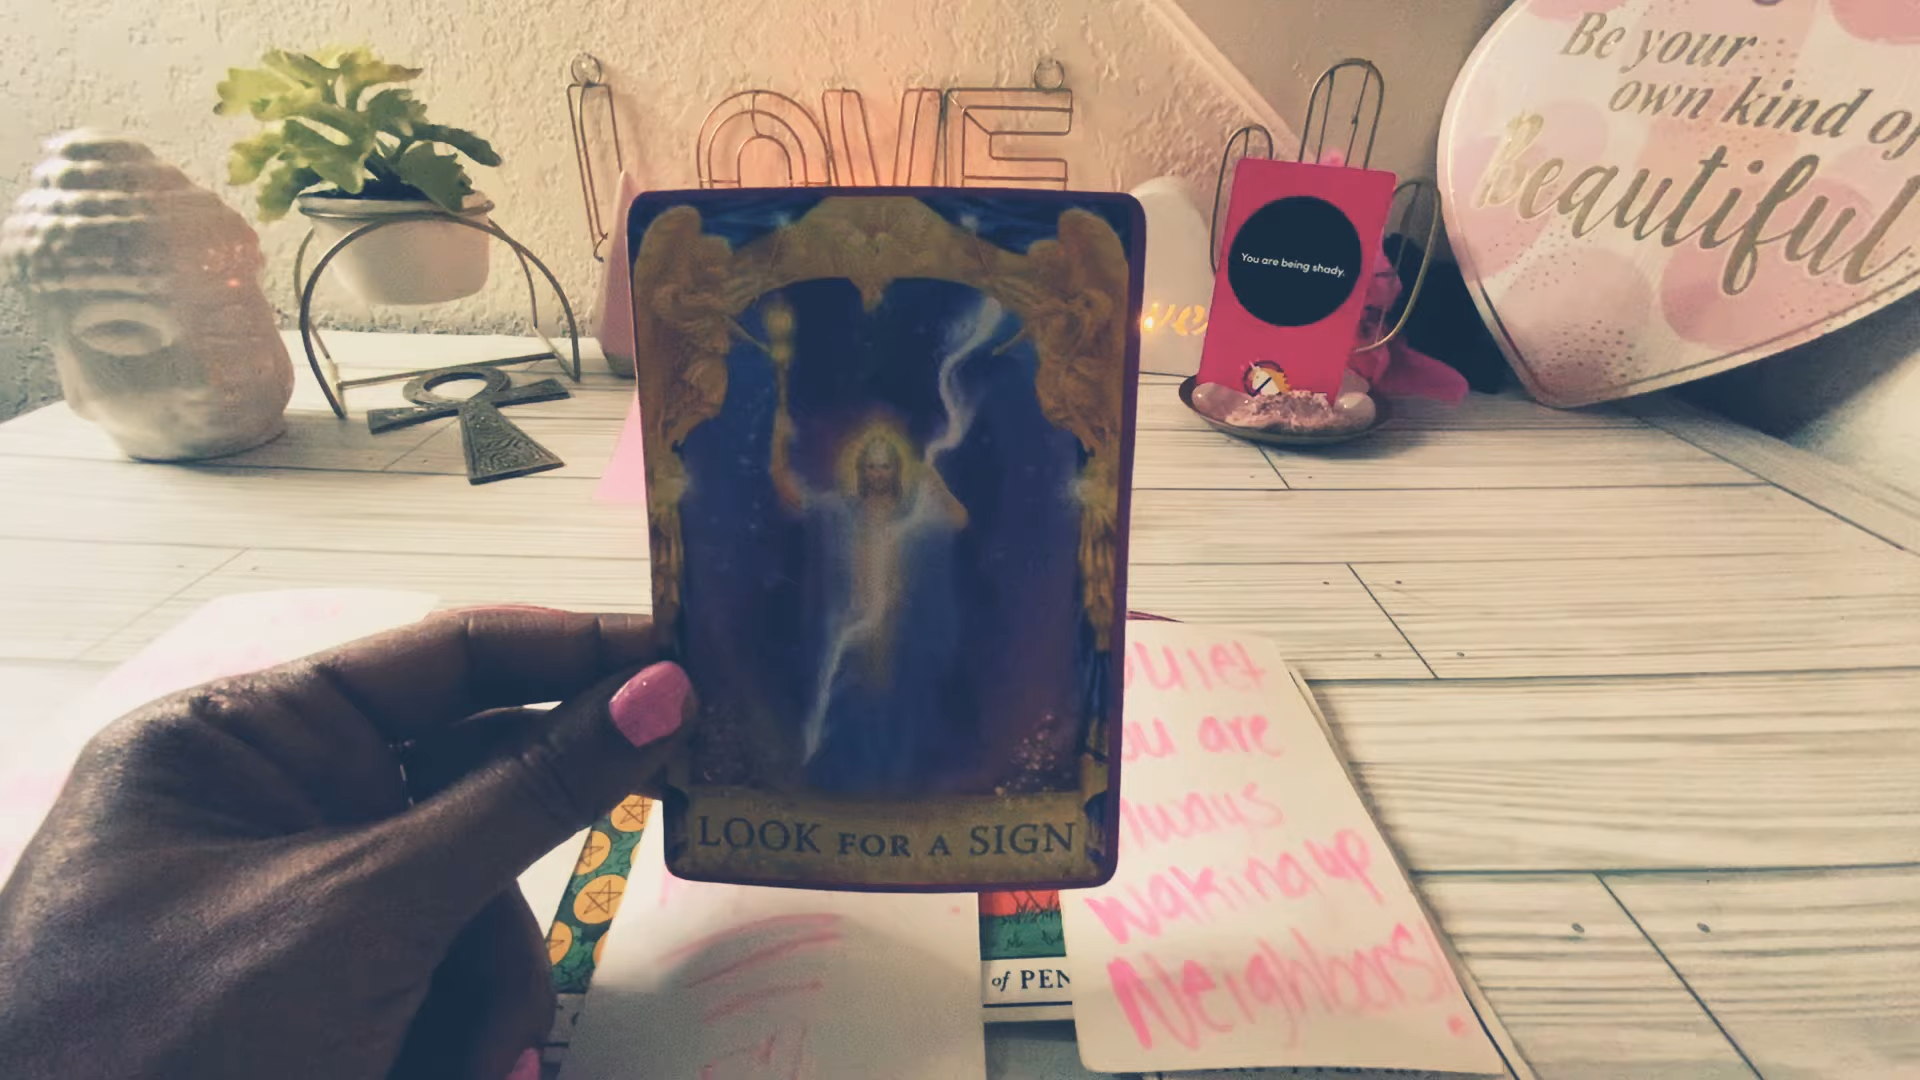 LOVE
Be your
own kind of
Beautiful
You are being shady.
LOOK FOR A SIGN
are
waking up
Neighbors!
of PEN